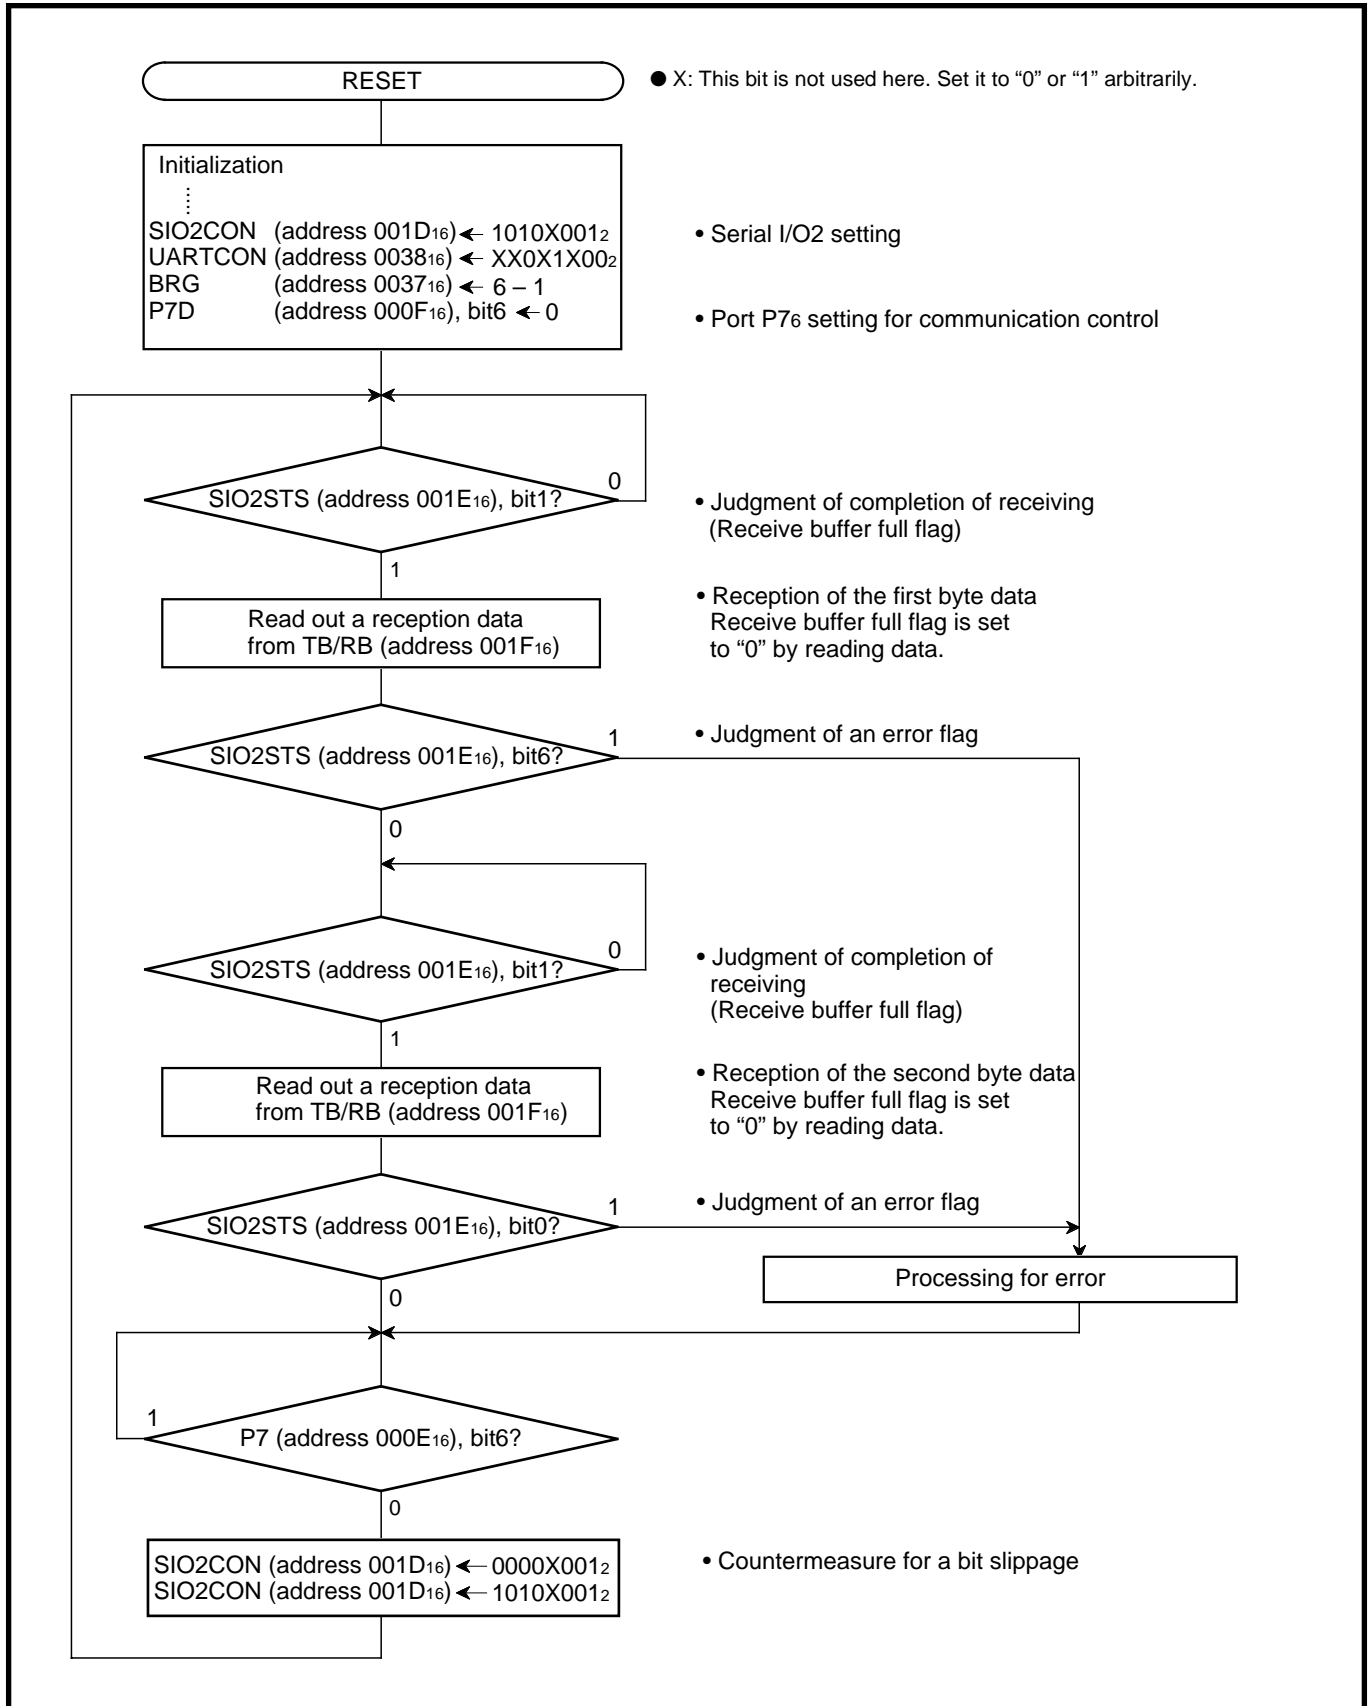 RESET
● X: This bit is not used here. Set it to “0” or “1” arbitrarily.
Initialization
SIO2CON (address 001D16) ← 1010X0012
• Serial I/O2 setting
UARTCON (address 003816) ← XX0X1X002
BRG (address 003716) ← 6 – 1
P7D (address 000F16), bit6 ← 0
• Port P76 setting for communication control
0
SIO2STS (address 001E16), bit1?
• Judgment of completion of receiving
(Receive buffer full flag)
1
Read out a reception data
from TB/RB (address 001F16)
• Reception of the first byte data
Receive buffer full flag is set
to “0” by reading data.
1
• Judgment of an error flag
SIO2STS (address 001E16), bit6?
0
0
SIO2STS (address 001E16), bit1?
• Judgment of completion of
receiving
(Receive buffer full flag)
1
Read out a reception data
from TB/RB (address 001F16)
• Reception of the second byte data
Receive buffer full flag is set
to “0” by reading data.
1
• Judgment of an error flag
SIO2STS (address 001E16), bit0?
Processing for error
0
1
P7 (address 000E16), bit6?
0
SIO2CON (address 001D16) ← 0000X0012
SIO2CON (address 001D16) ← 1010X0012
• Countermeasure for a bit slippage